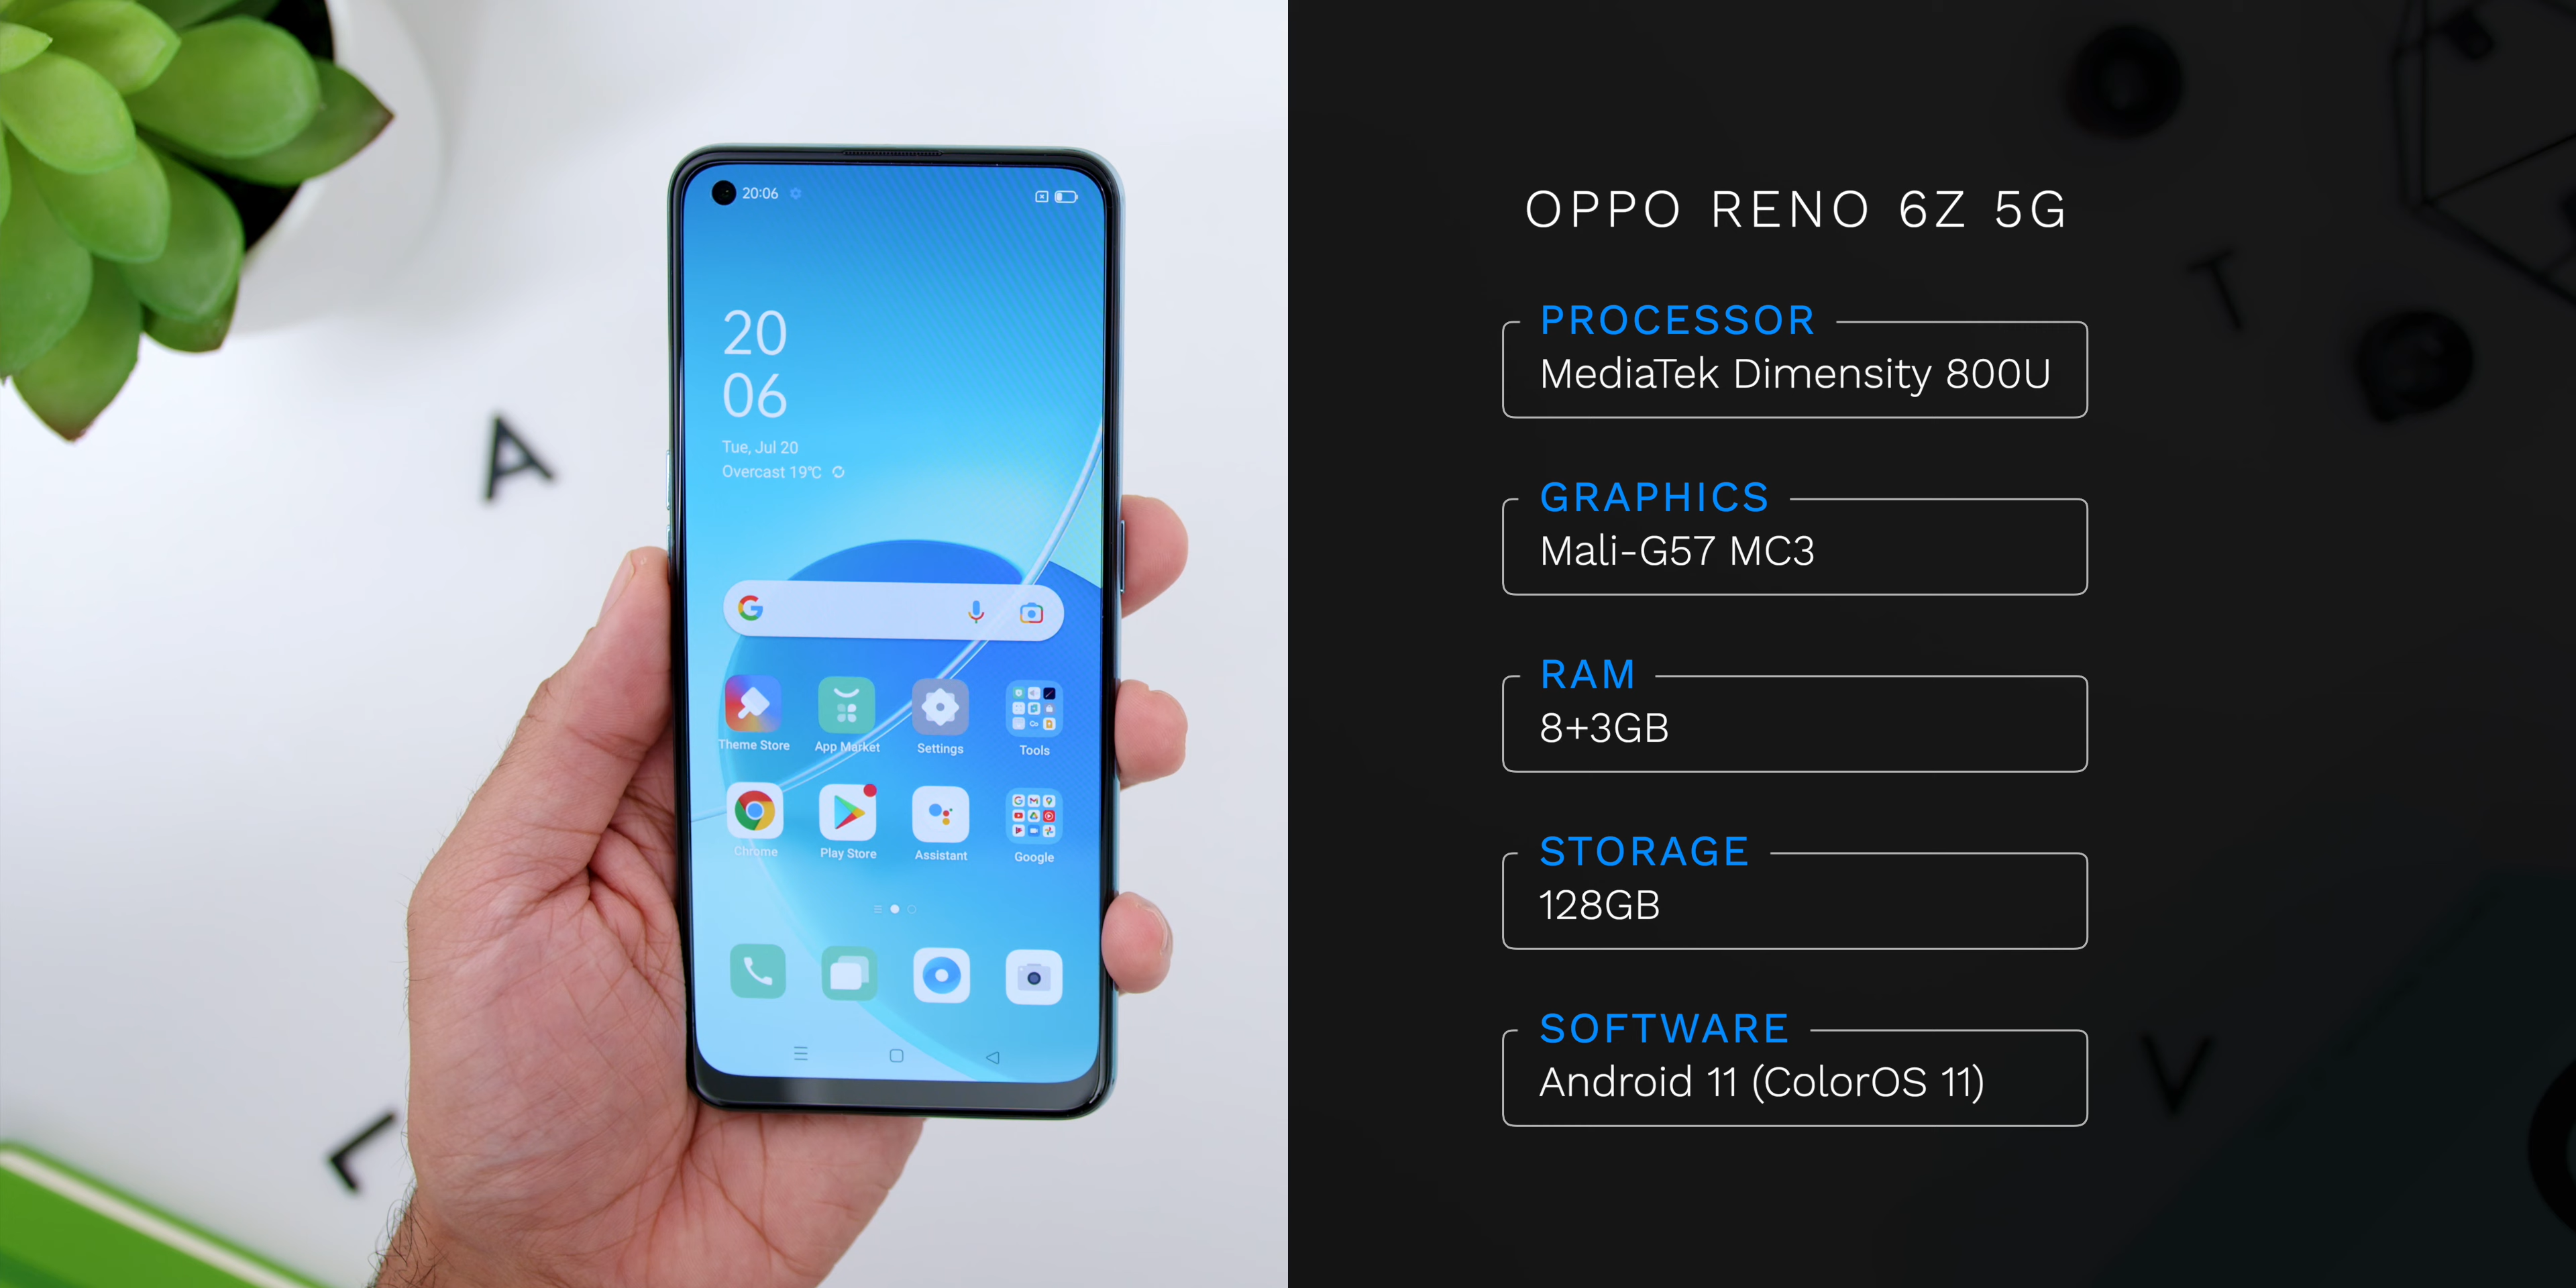 20:06
20
06
Tue, Jul 20
Overcast 19°C
G
Theme Store
App Market
Settings
Tools
Chrome
Play Store
Assistant
Google
A
L
OPPO RENO 6Z 5G
PROCESSOR
MediaTek Dimensity 800U
GRAPHICS
Mali-G57 MC3
RAM
8+3GB
STORAGE
128GB
SOFTWARE
Android 11 (ColorOS 11)
T
V